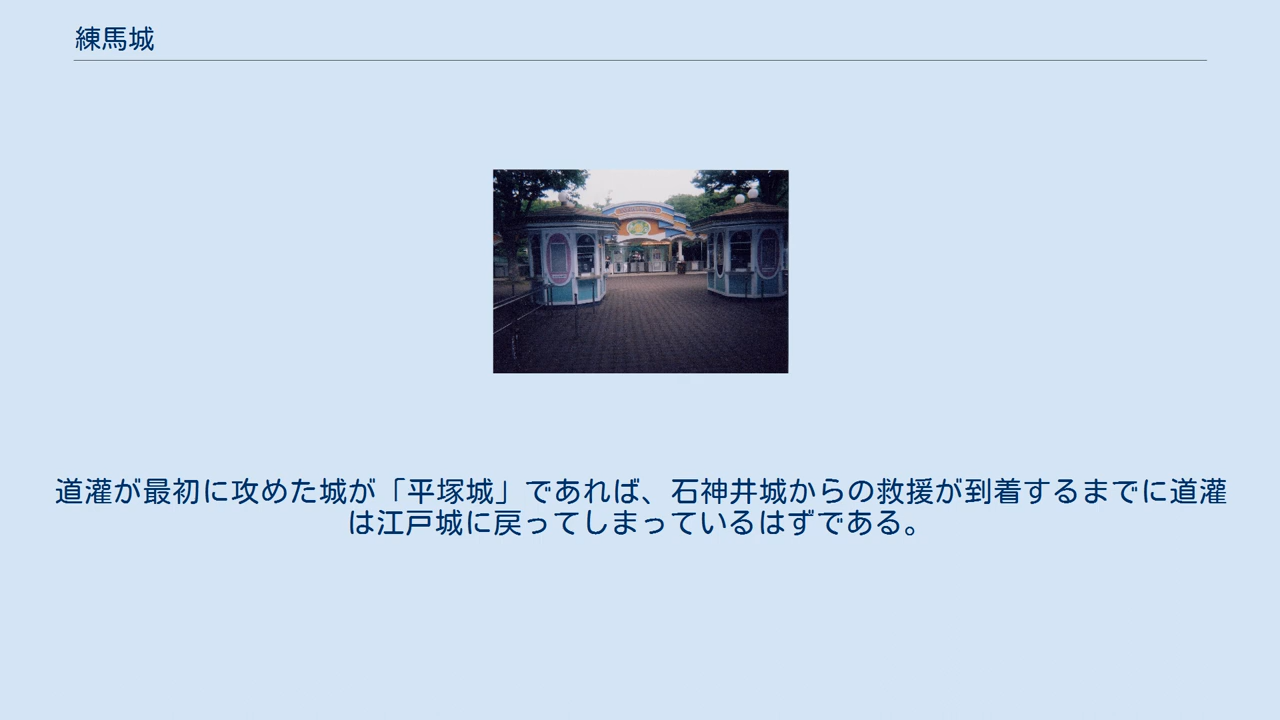 練馬城
道灌が最初に攻めた城が「平塚城」であれば、石神井城からの救援が到着するまでに道灌
は江戸城に戻ってしまっているはずである。